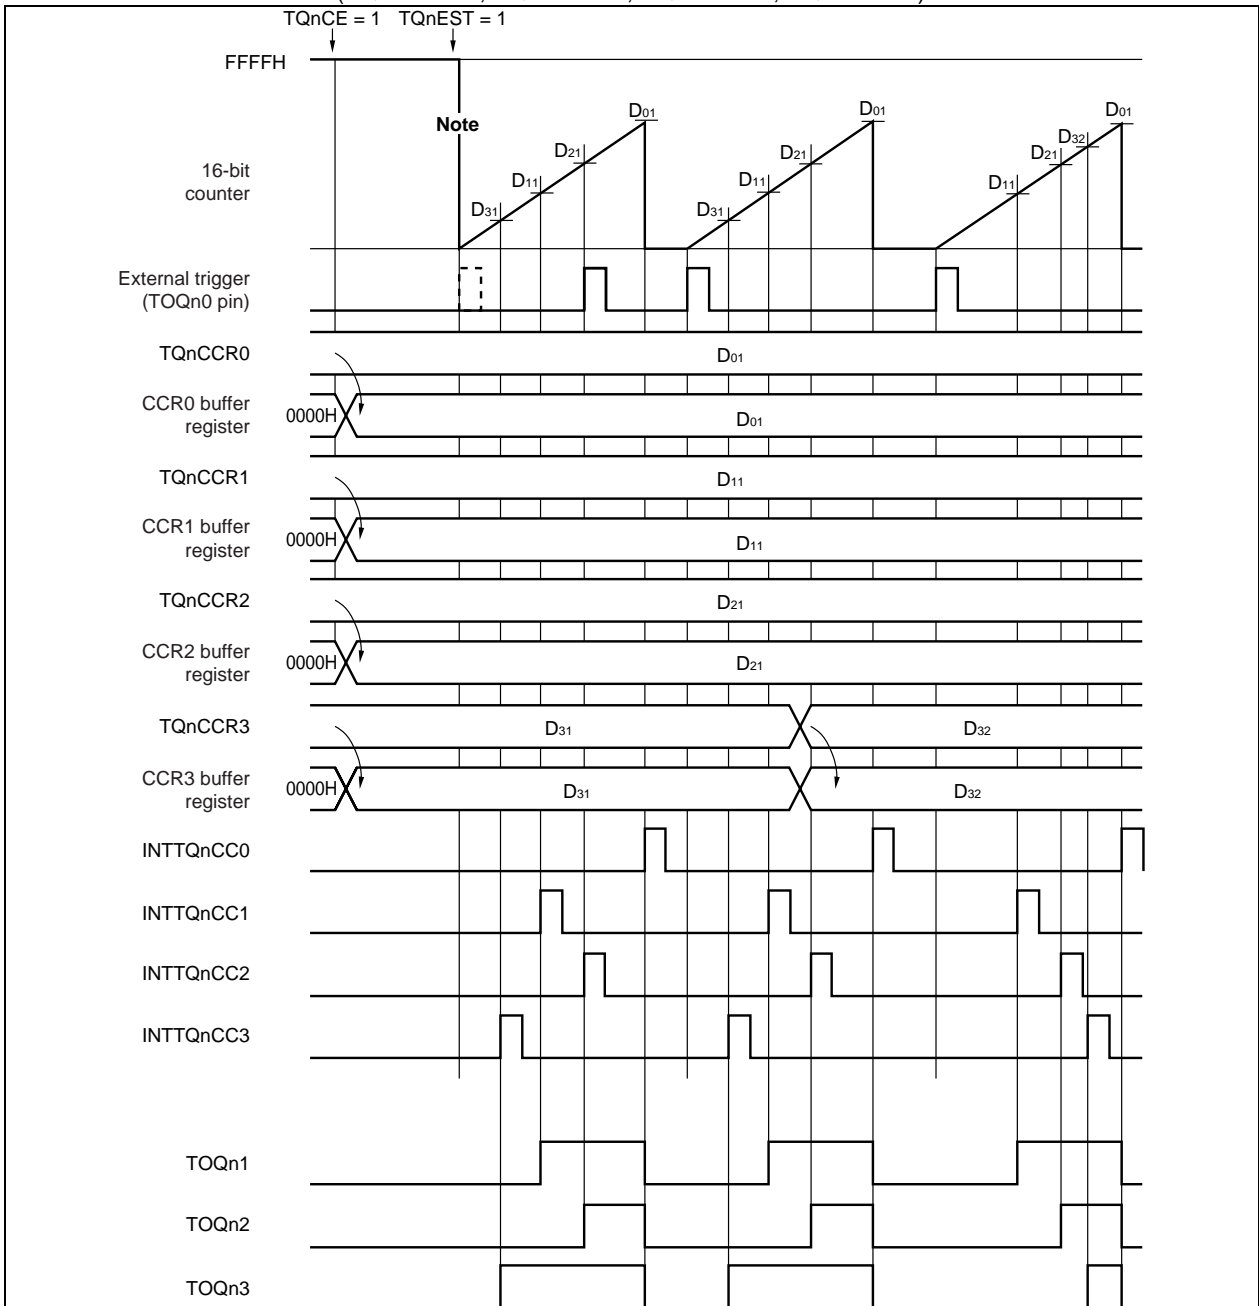 TQnCE = 1 TQnEST = 1
FFFFH
Note
16-bit
counter
D31 D11 D21 D01 D31 D11 D21 D01 D11 D21 D32 D01
External trigger
(TOQn0 pin)
TQnCCR0
D01
CCR0 buffer
register
0000H
D01
TQnCCR1
D11
CCR1 buffer
register
0000H
D11
TQnCCR2
D21
CCR2 buffer
register
0000H
D21
TQnCCR3
D31 D32
CCR3 buffer
register
0000H
D31 D32
INTTQnCC0
INTTQnCC1
INTTQnCC2
INTTQnCC3
TOQn1
TOQn2
TOQn3